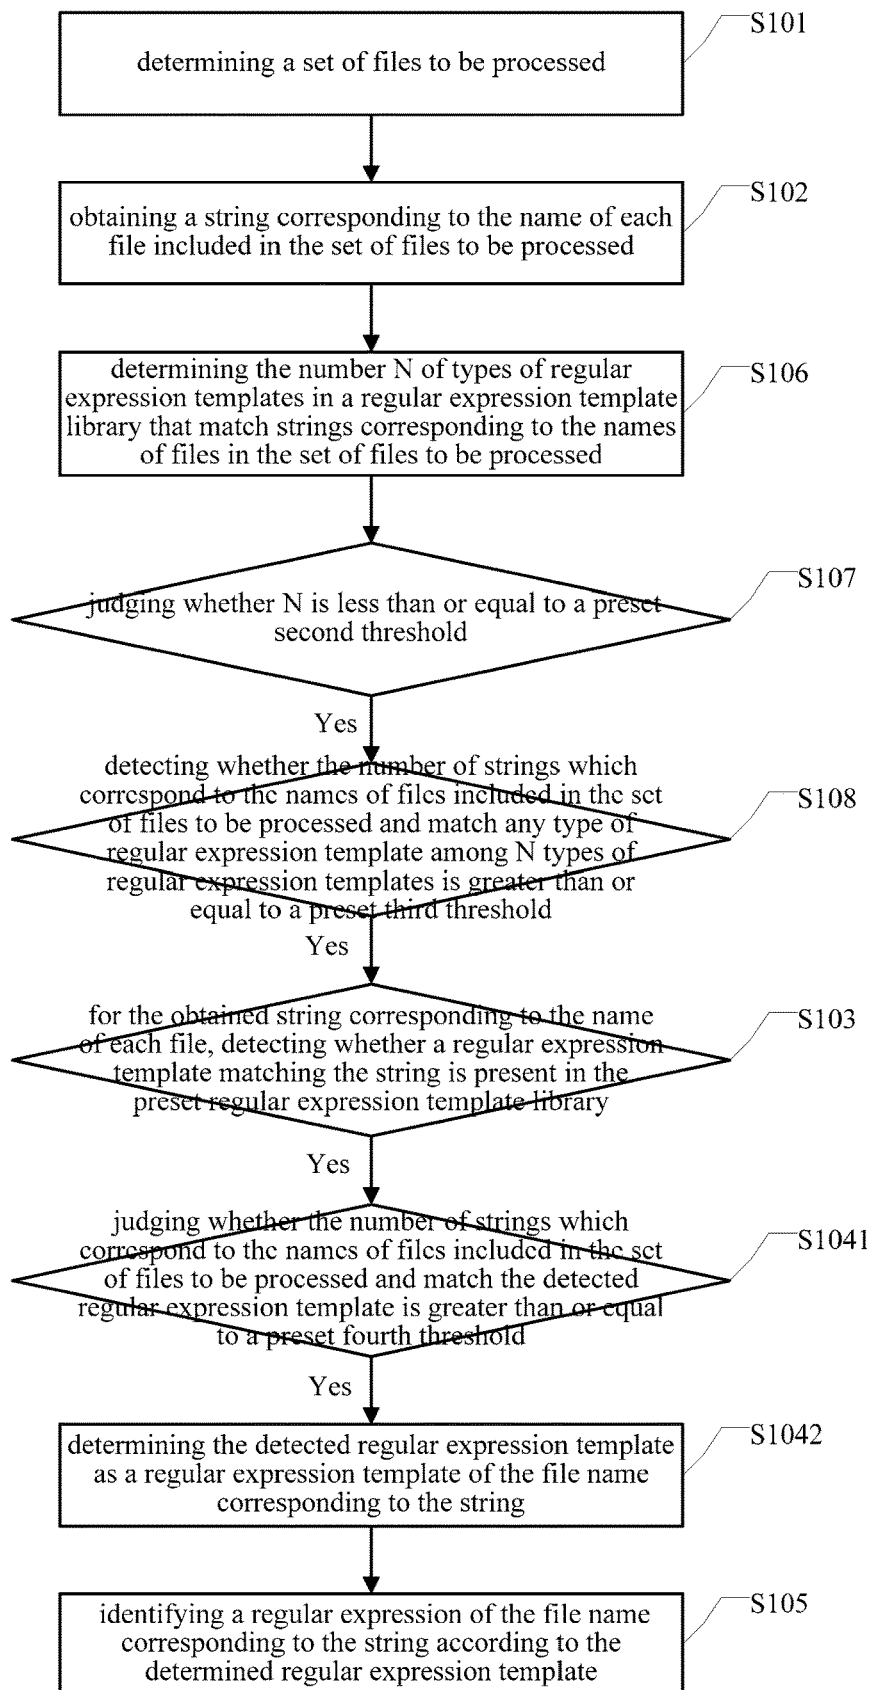 S101
determining a set of files to be processed
S102
obtaining a string corresponding to the name of each
file included in the set of files to be processed
S106
determining the number N of types of regular
expression templates in a regular expression template
library that match strings corresponding to the names
of files in the set of files to be processed
S107
judging whether N is less than or equal to a preset
second threshold
Yes
S108
detecting whether the number of strings which
correspond to the names of files included in the set
of files to be processed and match any type of
regular expression template among N types of
regular expression templates is greater than or
equal to a preset third threshold
Yes
S103
for the obtained string corresponding to the name
of each file, detecting whether a regular expression
template matching the string is present in the
preset regular expression template library
Yes
S1041
judging whether the number of strings which
correspond to the names of files included in the set
of files to be processed and match the detected
regular expression template is greater than or equal
to a preset fourth threshold
Yes
S1042
determining the detected regular expression template
as a regular expression template of the file name
corresponding to the string
S105
identifying a regular expression of the file name
corresponding to the string according to the
determined regular expression template